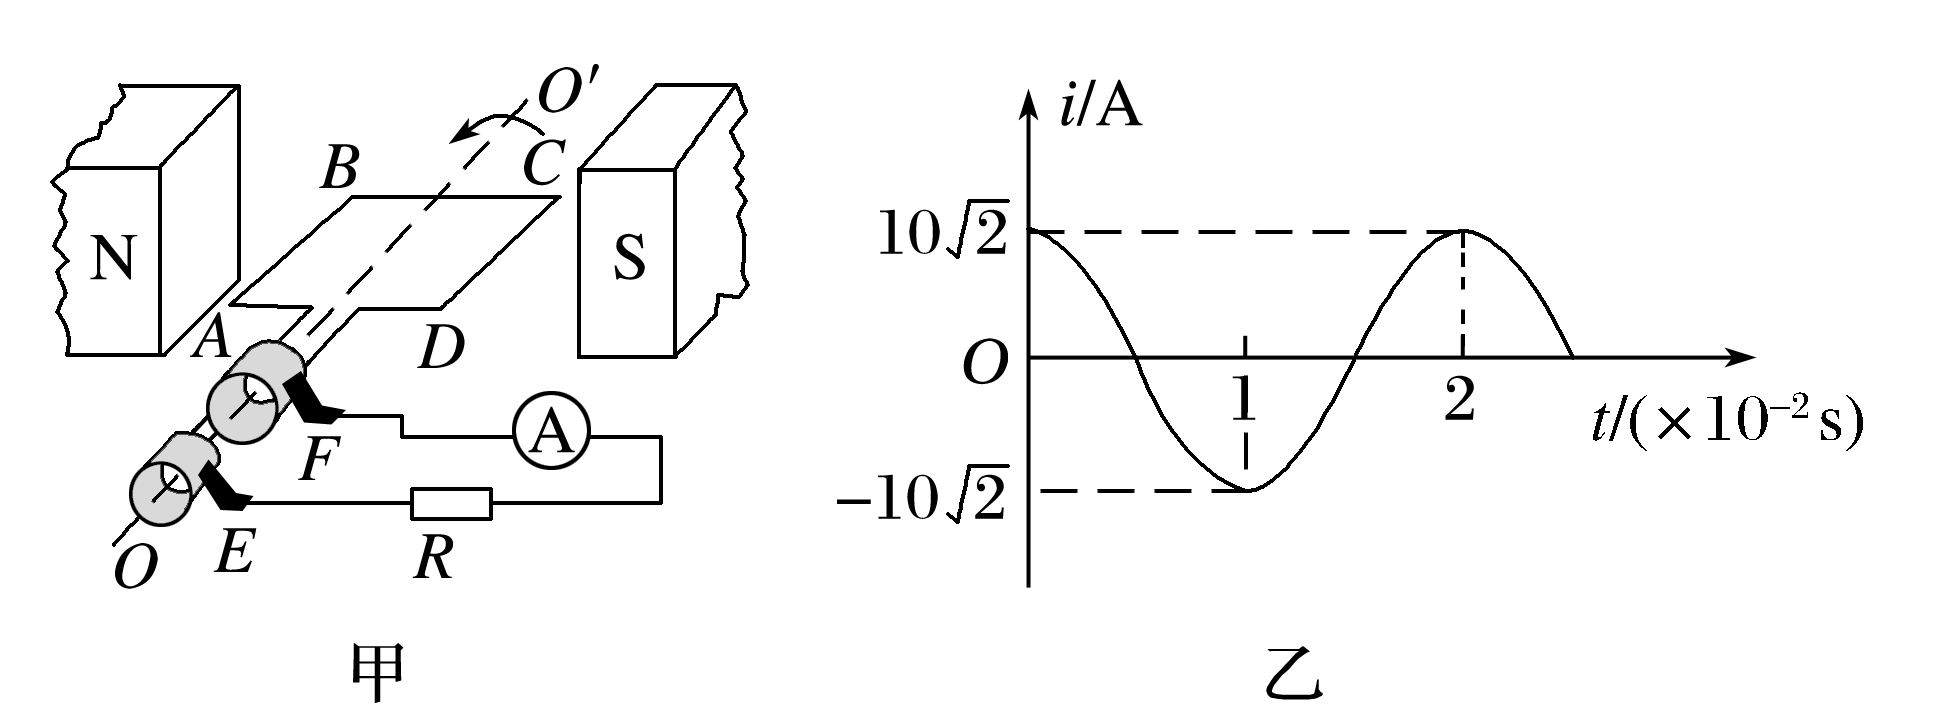 O′
i/A
B
C
N
S
10√2
A
D
O
1
2
t/(×10⁻² s)
F
A
−10√2
E
R
O
甲
乙